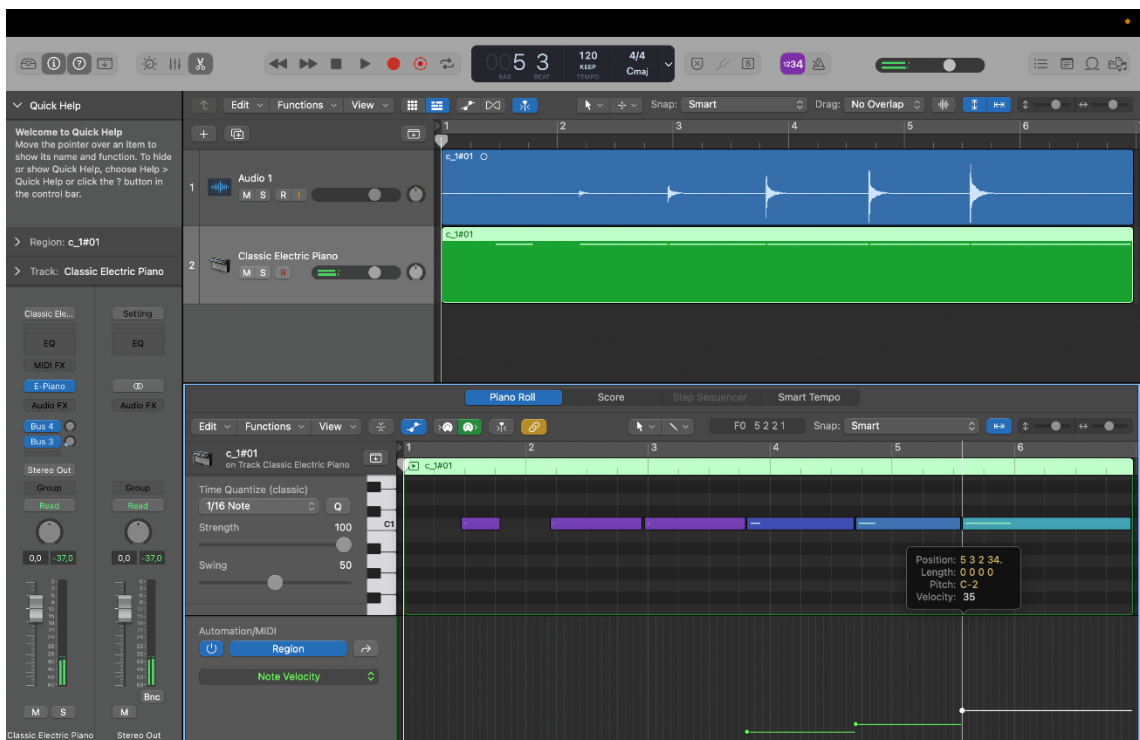 005 3
BAR BEAT
120
KEEP
TEMPO
4/4
Cmaj
S
1234
Quick Help
Edit Functions View
Snap: Smart
Drag: No Overlap
Welcome to Quick Help
Move the pointer over an item to
show its name and function. To hide
or show Quick Help, choose Help >
Quick Help or click the ? button in
the control bar.
1 2 3 4 5 6
c_1#01
1
Audio 1
M S R I
Region: c_1#01
Track: Classic Electric Piano
c_1#01
2
Classic Electric Piano
M S R
Classic Ele... Setting
EQ EQ
MIDI FX
E-Piano
Audio FX Audio FX
Bus 4
Bus 3
Stereo Out
Group Group
Read Read
0,0 -37,0 0,0 -37,0
Bnc
M S M
Classic Electric Piano Stereo Out
Piano Roll Score Step Sequencer Smart Tempo
Edit Functions View
F0 5 2 2 1
Snap: Smart
c_1#01
on Track Classic Electric Piano
1 2 3 4 5 6
c_1#01
Time Quantize (classic)
1/16 Note Q
Strength 100
Swing 50
C1
Position: 5 3 2 34.
Length: 0 0 0 0
Pitch: C-2
Velocity: 35
Automation/MIDI
Region
Note Velocity